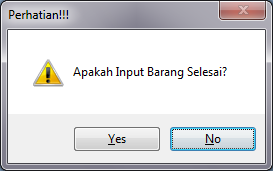 Perhatian!!!
Apakah Input Barang Selesai?
Yes
No